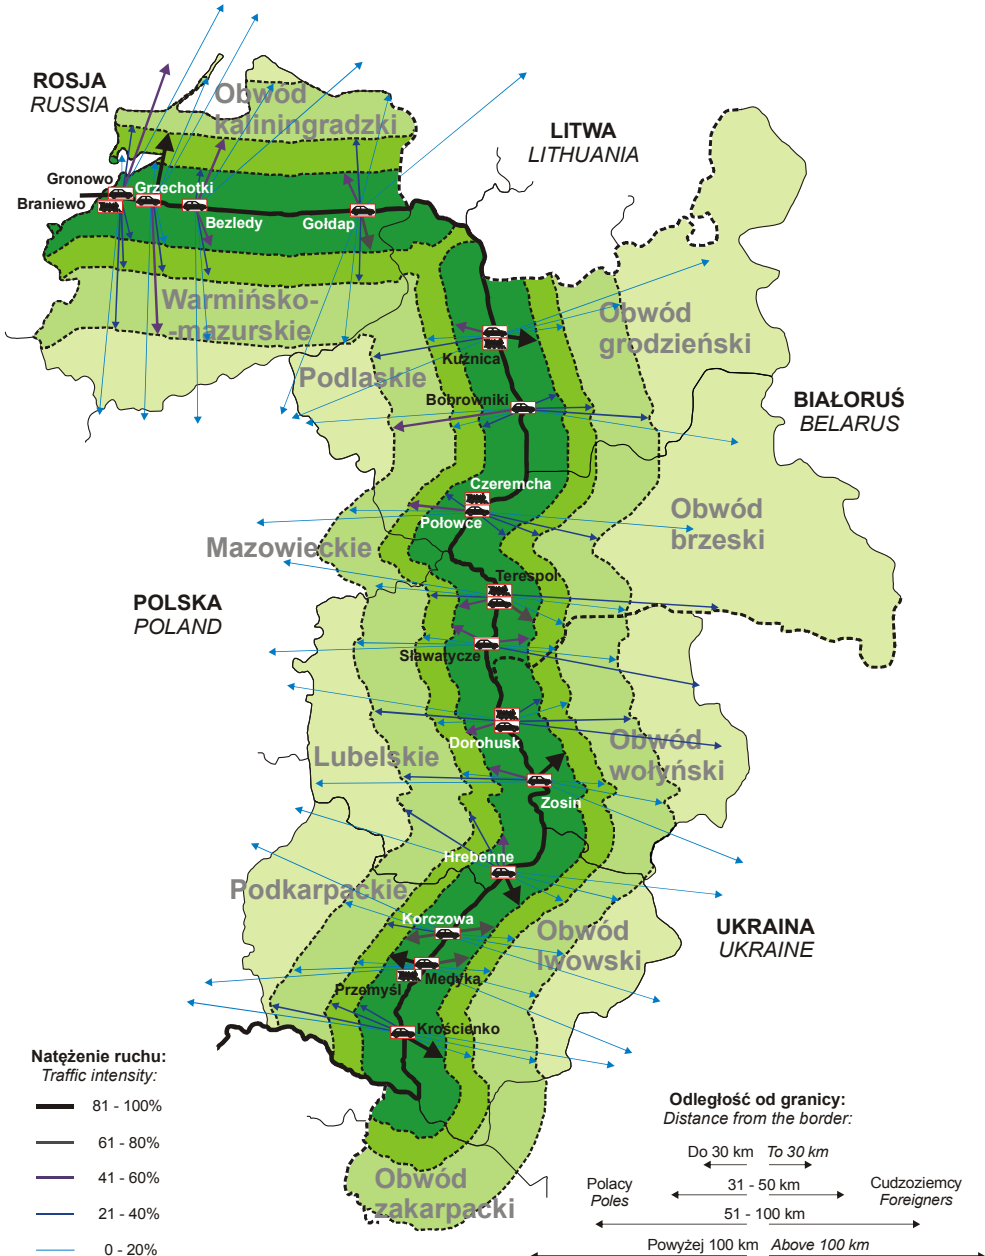 ROSJA
RUSSIA
Obwód
kaliningradzki
LITWA
LITHUANIA
Gronowo
Grzechotki
Braniewo
Bezledy
Gołdap
Warmińsko-
-mazurskie
Obwód
grodzieński
Kuźnica
Podlaskie
Bobrowniki
BIAŁORUŚ
BELARUS
Czeremcha
Połowce
Obwód
brzeski
Mazowieckie
Terespol
POLSKA
POLAND
Sławatycze
Dorohusk
Obwód
wołyński
Lubelskie
Zosin
Hrebenne
Podkarpackie
Korczowa
Obwód
lwowski
UKRAINA
UKRAINE
Medyka
Przemyśl
Krościenko
Obwód
zakarpacki
Natężenie ruchu:
Traffic intensity:
81 - 100%
61 - 80%
41 - 60%
21 - 40%
0 - 20%
Odległość od granicy:
Distance from the border:
Do 30 km To 30 km
Polacy
Poles
31 - 50 km
Cudzoziemcy
Foreigners
51 - 100 km
Powyżej 100 km Above 100 km